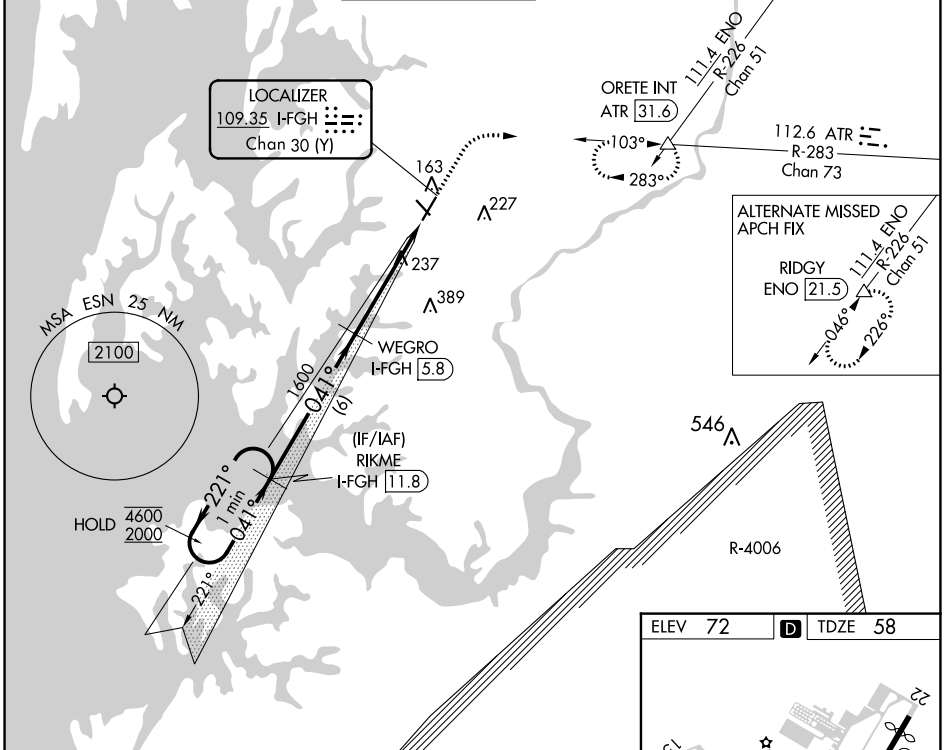 LOCALIZER
109.35 I-FGH
Chan 30 (Y)
163
227
237
389
ORETE INT
ATR 31.6
111.4 ENO
R-226
Chan 51
103°
283°
112.6 ATR
R-283
Chan 73
ALTERNATE MISSED
APCH FIX
RIDGY
ENO 21.5
111.4 ENO
R-226
Chan 51
046°
226°
MSA ESN 25 NM
2100
WEGRO
I-FGH 5.8
1600
041°
(6)
(IF/IAF)
RIKME
I-FGH 11.8
221°
1 min
041°
HOLD 4600
2000
221°
546
R-4006
ELEV 72
D
TDZE 58
22